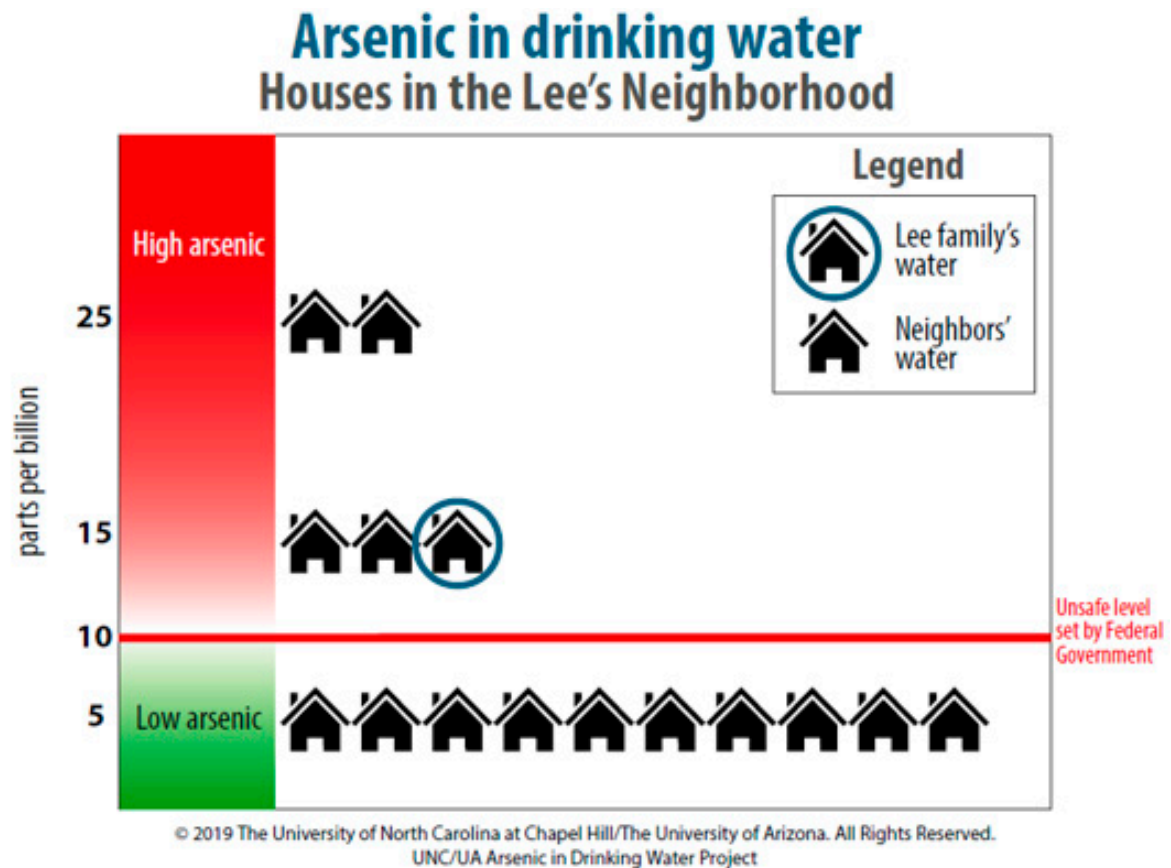 Arsenic in drinking water
Houses in the Lee's Neighborhood
Legend
High arsenic
Lee family's
water
Neighbors'
water
25
parts per billion
15
10
Unsafe level
set by Federal
Government
5
Low arsenic
© 2019 The University of North Carolina at Chapel Hill/The University of Arizona. All Rights Reserved.
UNC/UA Arsenic in Drinking Water Project